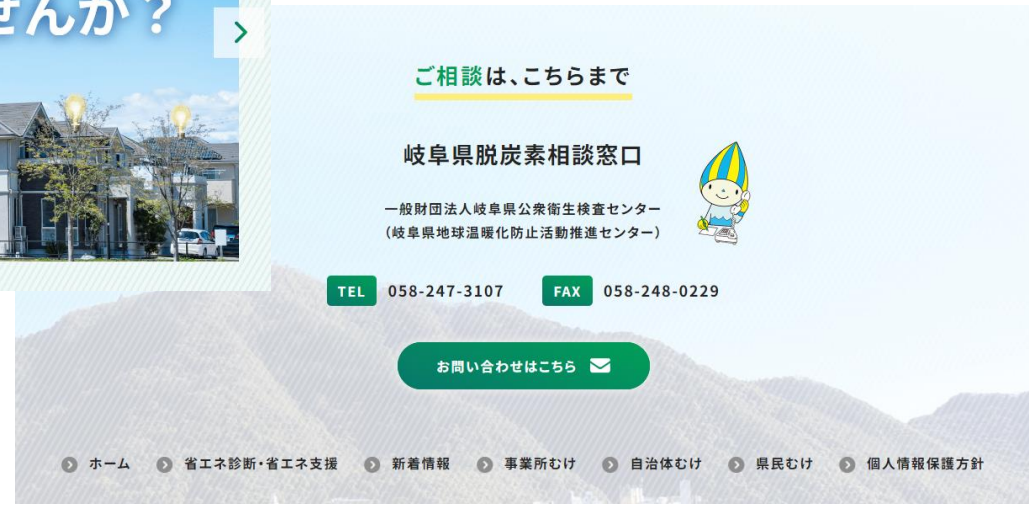 せんか？
ご相談は、こちらまで
岐阜県脱炭素相談窓口
一般財団法人岐阜県公衆衛生検査センター
（岐阜県地球温暖化防止活動推進センター）
TEL 058-247-3107 FAX 058-248-0229
お問い合わせはこちら
ホーム 省エネ診断・省エネ支援 新着情報 事業所むけ 自治体むけ 県民むけ 個人情報保護方針